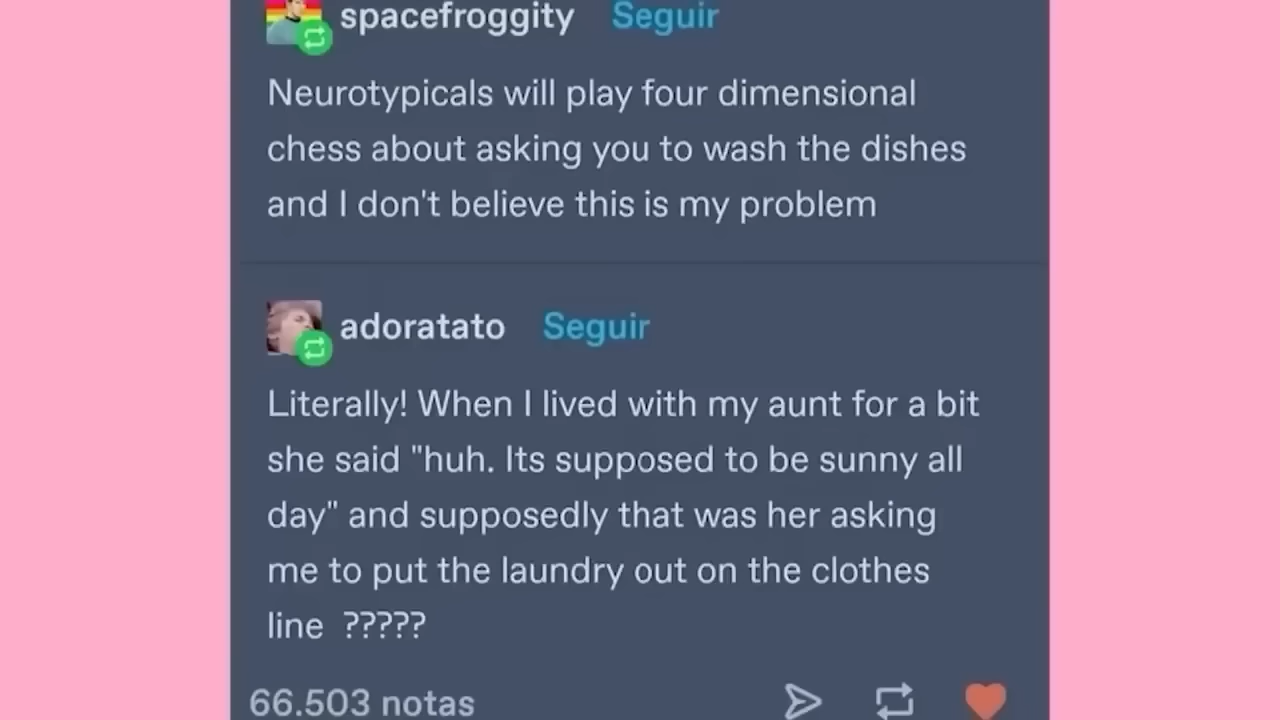 spacefroggity Seguir
Neurotypicals will play four dimensional
chess about asking you to wash the dishes
and I don't believe this is my problem
adoratato Seguir
Literally! When I lived with my aunt for a bit
she said "huh. Its supposed to be sunny all
day" and supposedly that was her asking
me to put the laundry out on the clothes
line ?????
66.503 notas